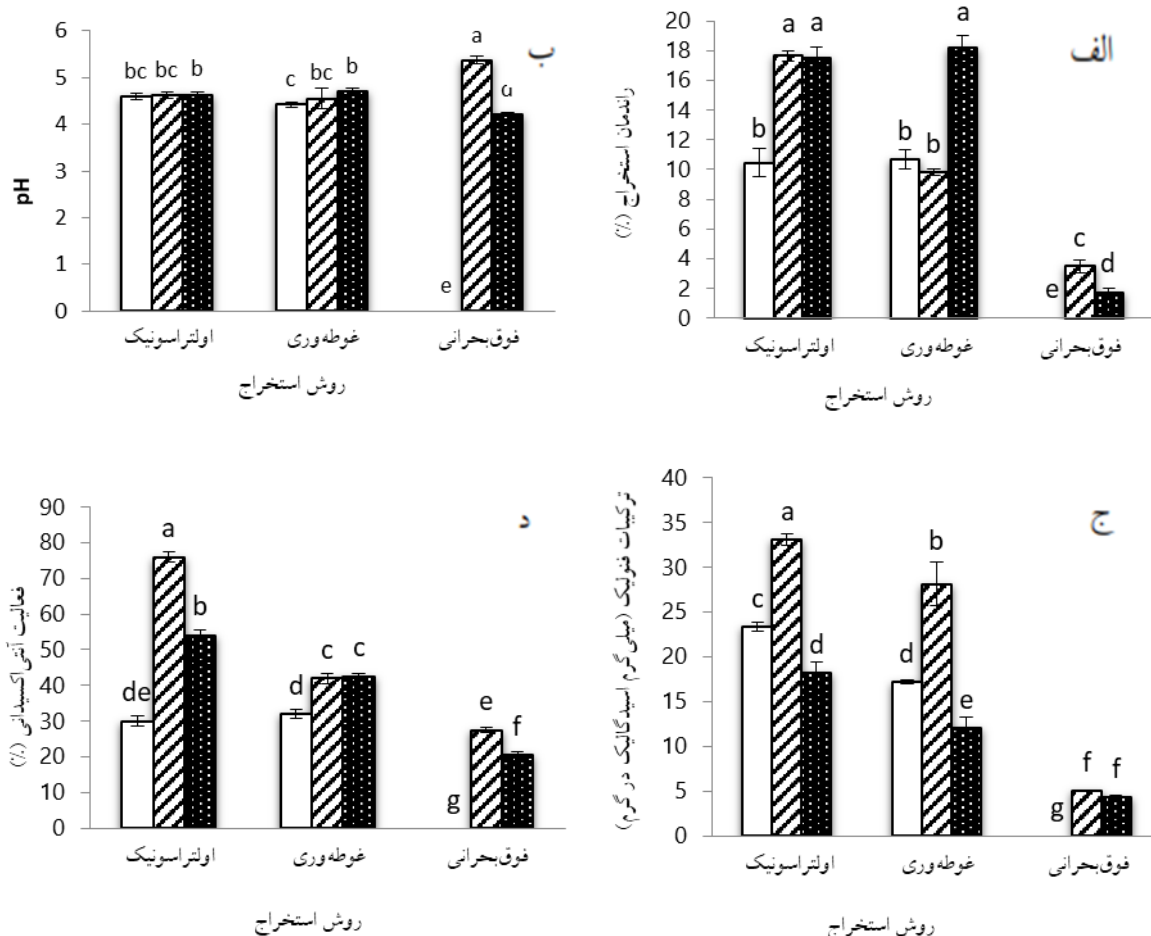 الف
راندمان استخراج (٪)
20
18
16
14
12
10
8
6
4
2
0
b a a
b b a
e c d
اولتراسونیک غوطه‌وری فوق‌بحرانی
روش استخراج
ب
pH
6
5
4
3
2
1
0
bc bc b
c bc b
e a d
اولتراسونیک غوطه‌وری فوق‌بحرانی
روش استخراج
ج
ترکیبات فنولیک (میلی گرم اسیدگالیک در گرم)
40
35
30
25
20
15
10
5
0
c a d
d b e
g f f
اولتراسونیک غوطه‌وری فوق‌بحرانی
روش استخراج
د
فعالیت آنتی‌اکسیدانی (٪)
90
80
70
60
50
40
30
20
10
0
de a b
d c c
g e f
اولتراسونیک غوطه‌وری فوق‌بحرانی
روش استخراج